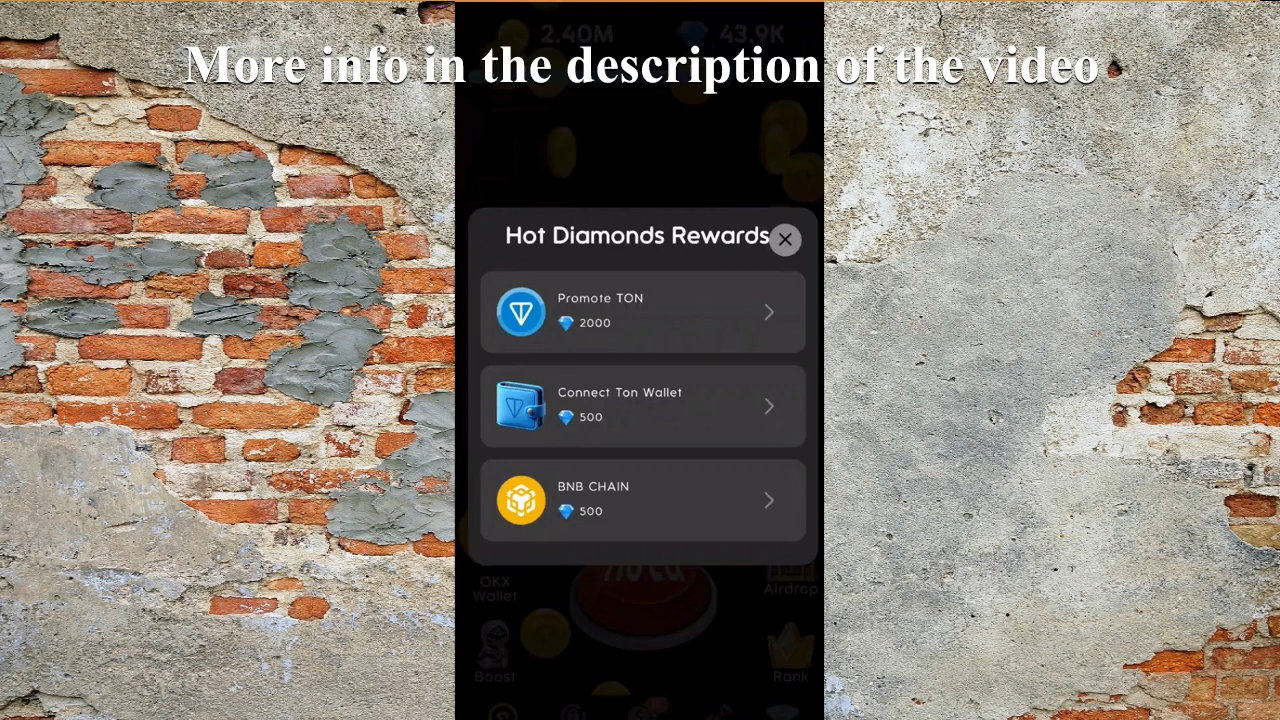 2.40M
43.9K
More info in the description of the video
Hot Diamonds Rewards
Promote TON
2000
Connect Ton Wallet
500
BNB CHAIN
500
OKX
Wallet
Airdrop
Boost
Rank